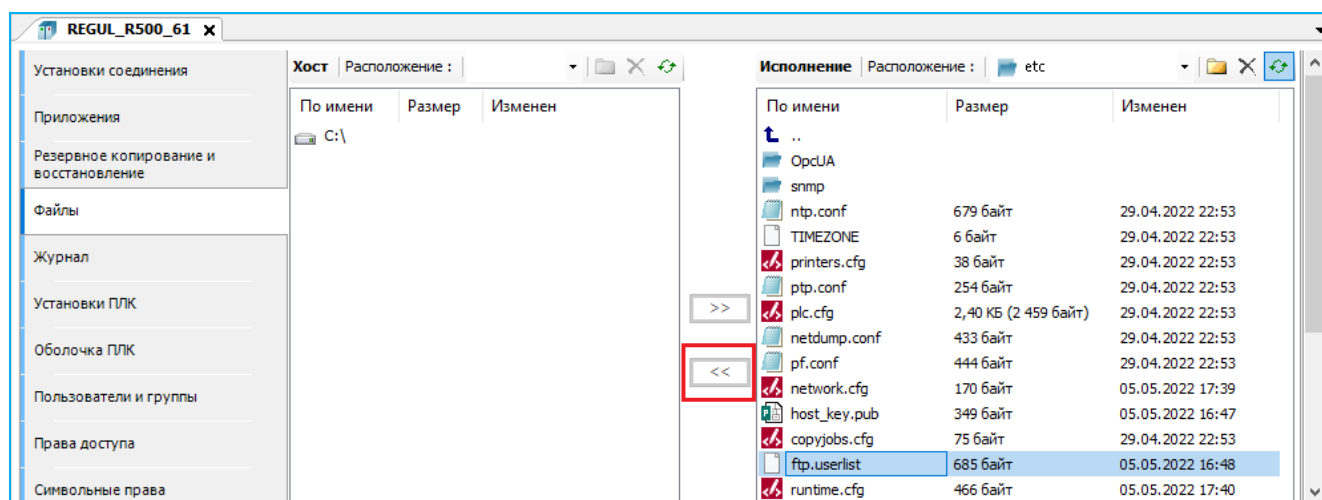 REGUL_R500_61 x
Установки соединения
Приложения
Резервное копирование и
восстановление
Файлы
Журнал
Установки ПЛК
Оболочка ПЛК
Пользователи и группы
Права доступа
Символьные права
Хост Расположение :
По имени Размер Изменен
C:\
>>
<<
Исполнение Расположение : etc
По имени Размер Изменен
..
OpcUA
snmp
ntp.conf 679 байт 29.04.2022 22:53
TIMEZONE 6 байт 29.04.2022 22:53
printers.cfg 38 байт 29.04.2022 22:53
ptp.conf 254 байт 29.04.2022 22:53
plc.cfg 2,40 КБ (2 459 байт) 29.04.2022 22:53
netdump.conf 433 байт 29.04.2022 22:53
pf.conf 444 байт 29.04.2022 22:53
network.cfg 170 байт 05.05.2022 17:39
host_key.pub 349 байт 05.05.2022 16:47
copyjobs.cfg 75 байт 29.04.2022 22:53
ftp.userlist 685 байт 05.05.2022 16:48
runtime.cfg 466 байт 05.05.2022 17:40